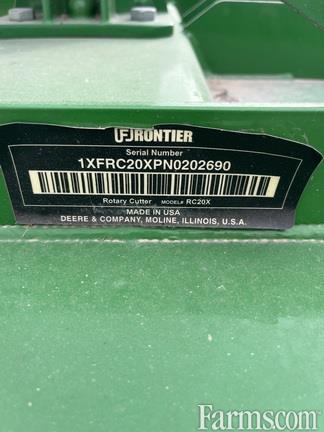 FRONTIER
Serial Number
1XFRC20XPN0202690
Rotary Cutter MODEL# RC20X
MADE IN USA
DEERE & COMPANY, MOLINE, ILLINOIS, U.S.A.
Farms.com®